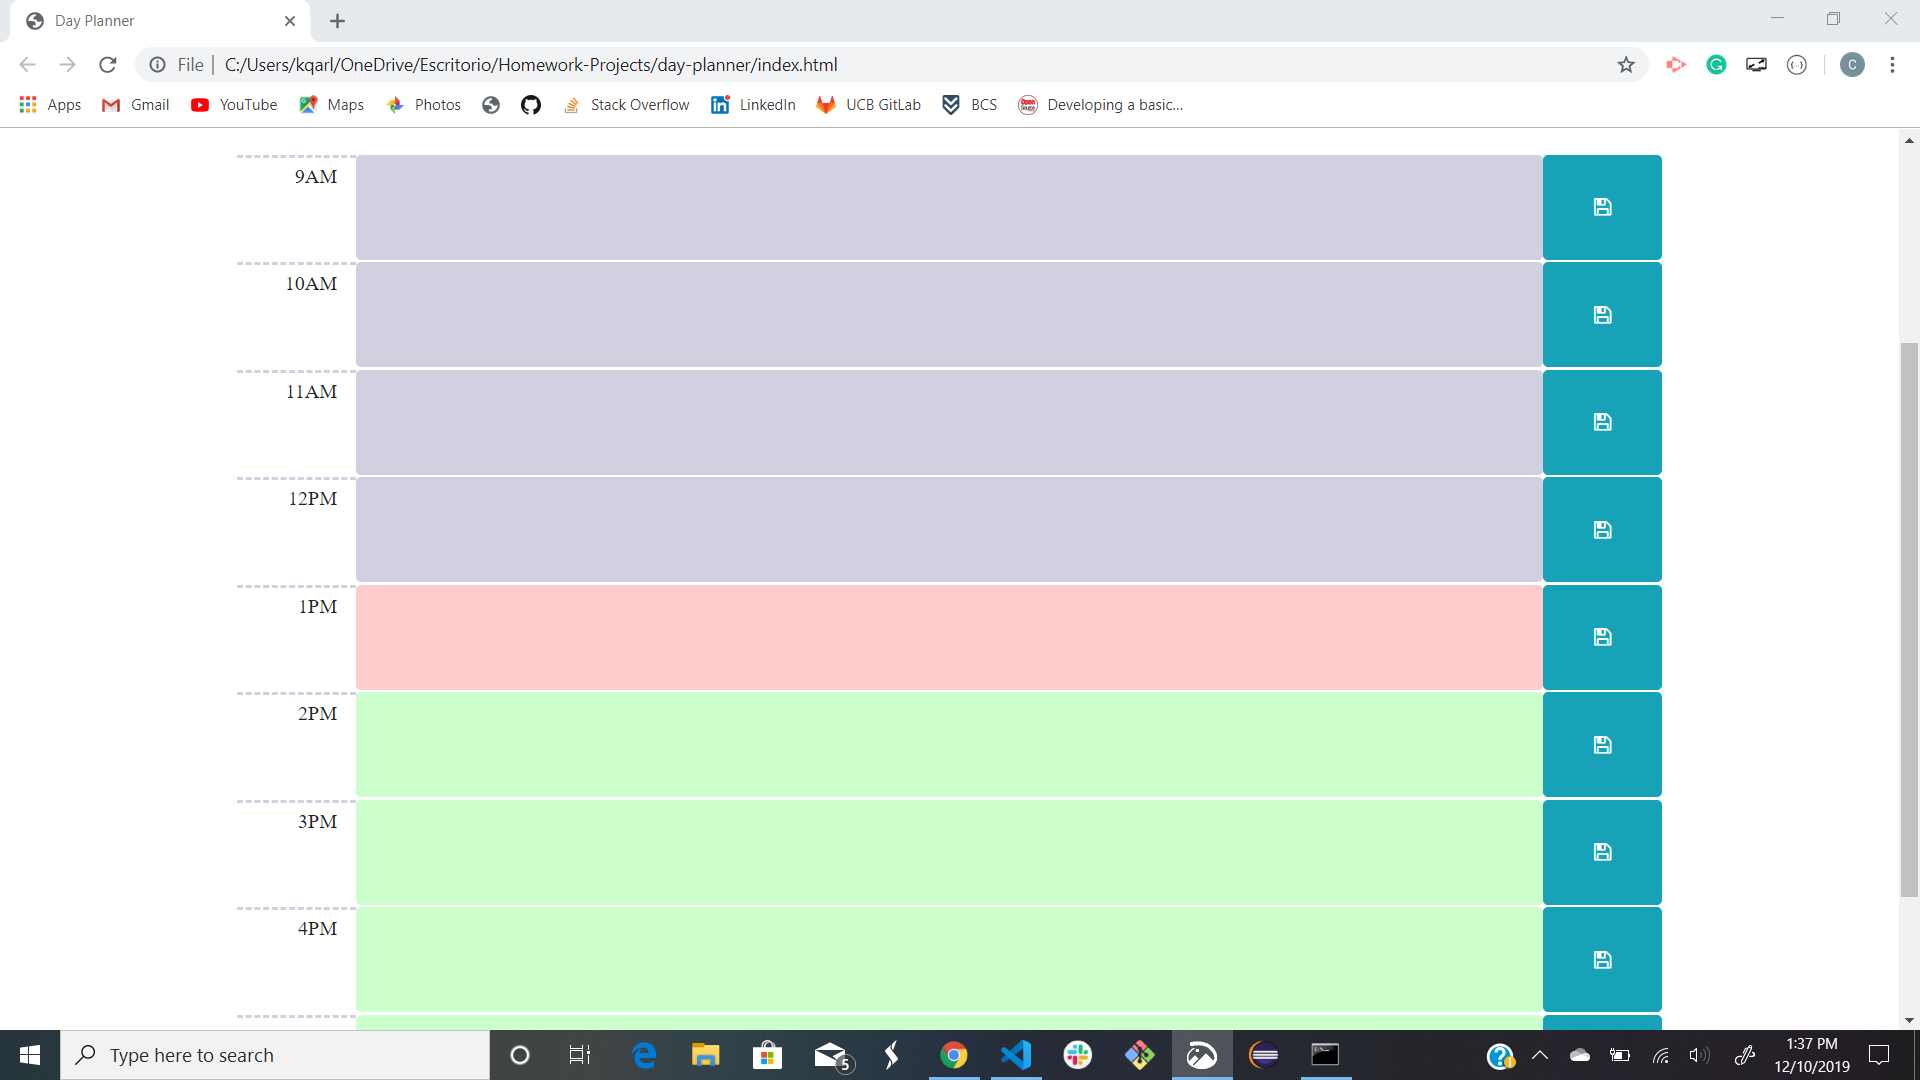 Day Planner
File | C:/Users/kqarl/OneDrive/Escritorio/Homework-Projects/day-planner/index.html
C
Apps Gmail YouTube Maps Photos Stack Overflow LinkedIn UCB GitLab BCS Developing a basic...
9AM
10AM
11AM
12PM
1PM
2PM
3PM
4PM
Type here to search
5
1:37 PM
12/10/2019